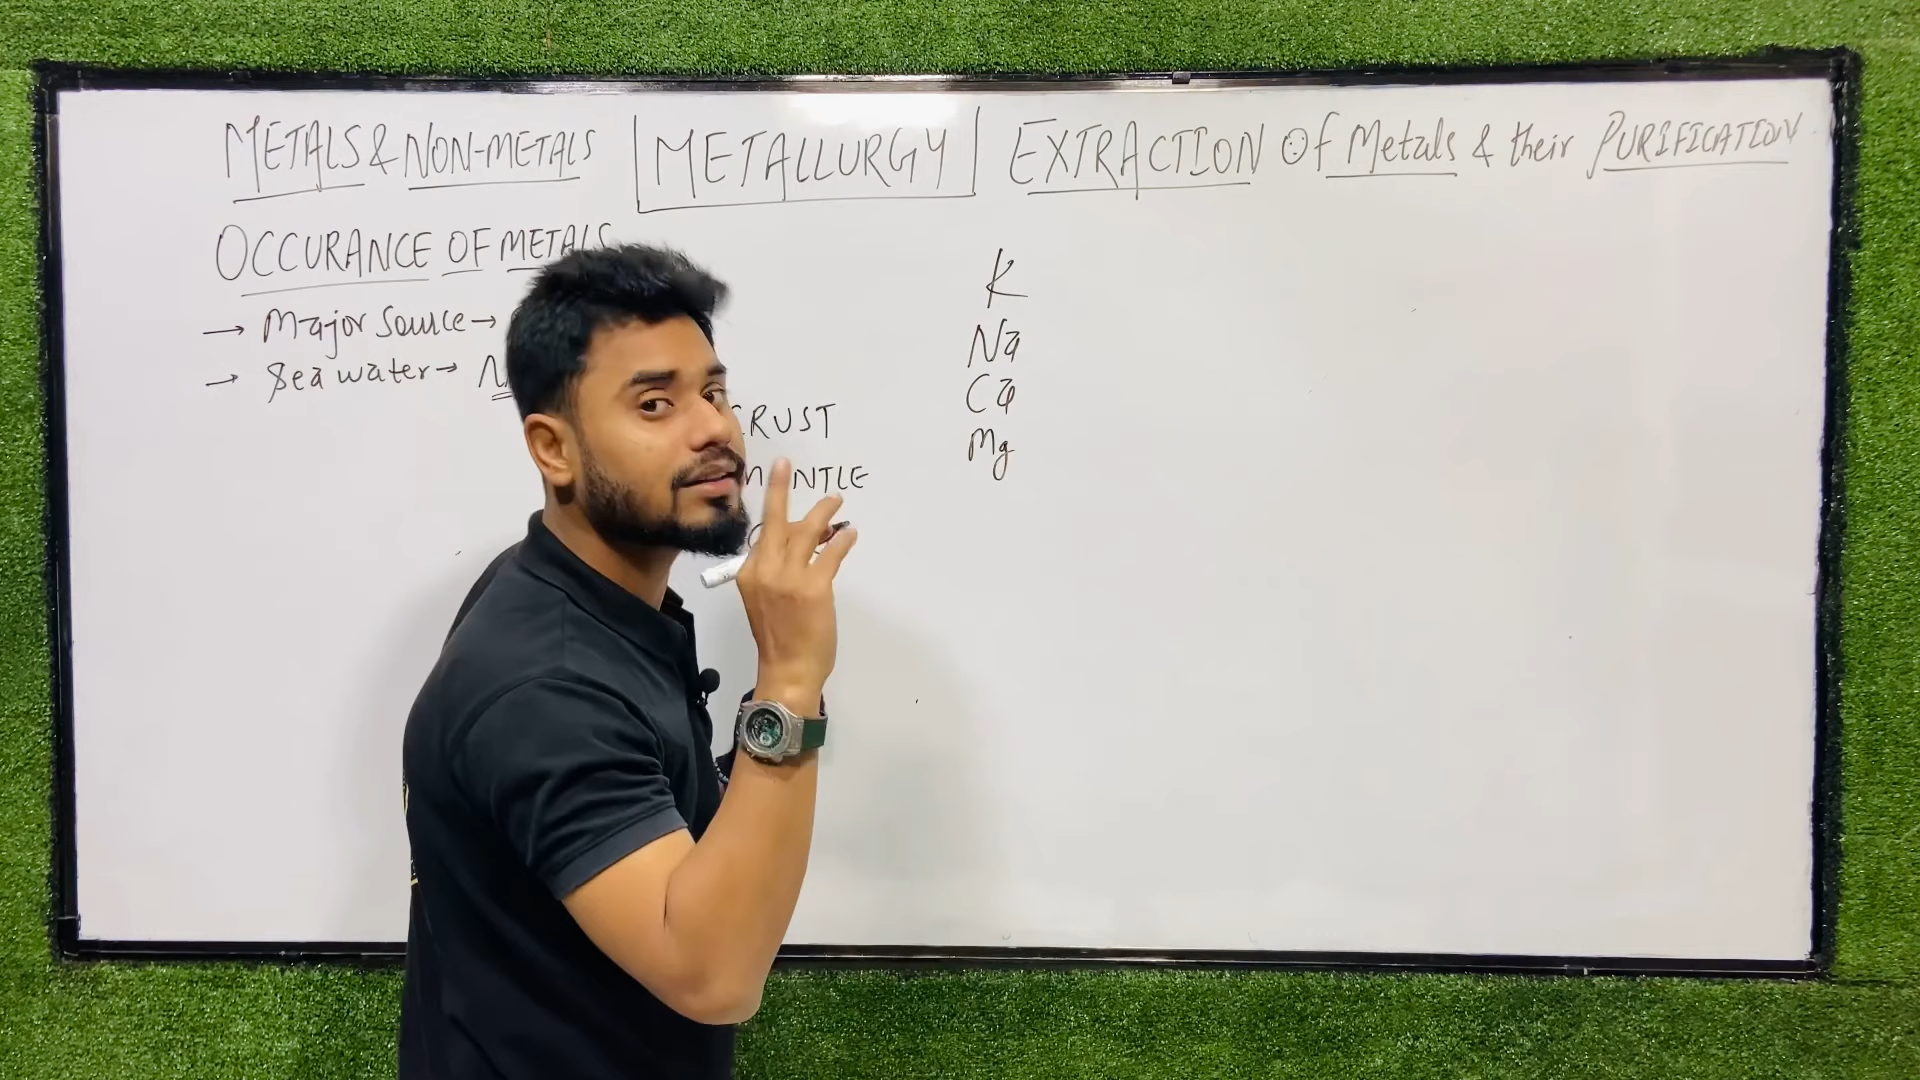 METALS & NON-METALS METALLURGY EXTRACTION Of Metals & their PURIFICATION
OCCURANCE OF METALS
→ Major Source →
→ Sea water →
CRUST
MANTLE
K
Na
Ca
Mg